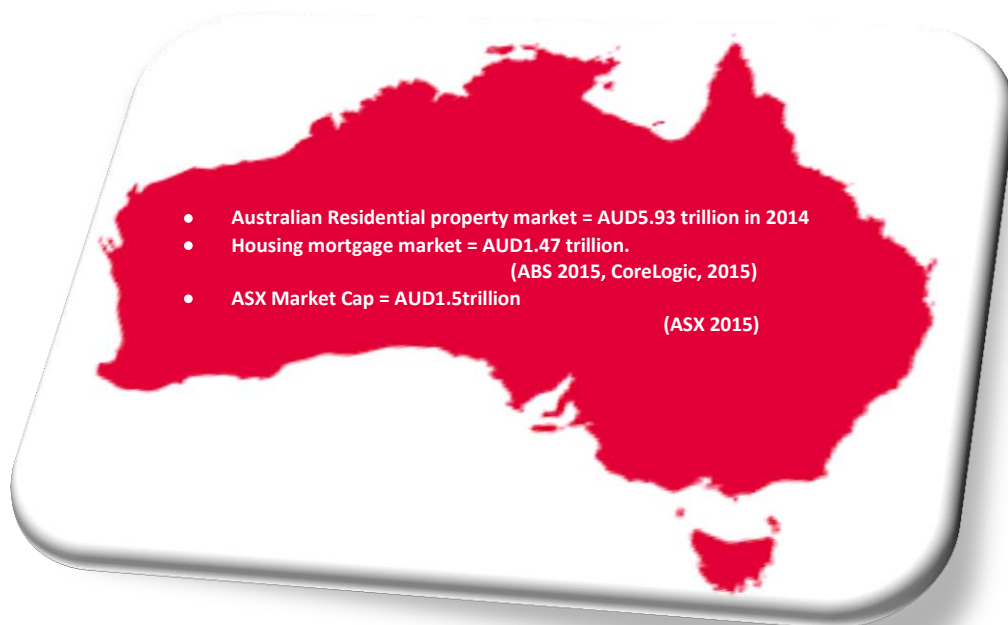 • Australian Residential property market = AUD5.93 trillion in 2014
• Housing mortgage market = AUD1.47 trillion.
(ABS 2015, CoreLogic, 2015)
• ASX Market Cap = AUD1.5trillion
(ASX 2015)